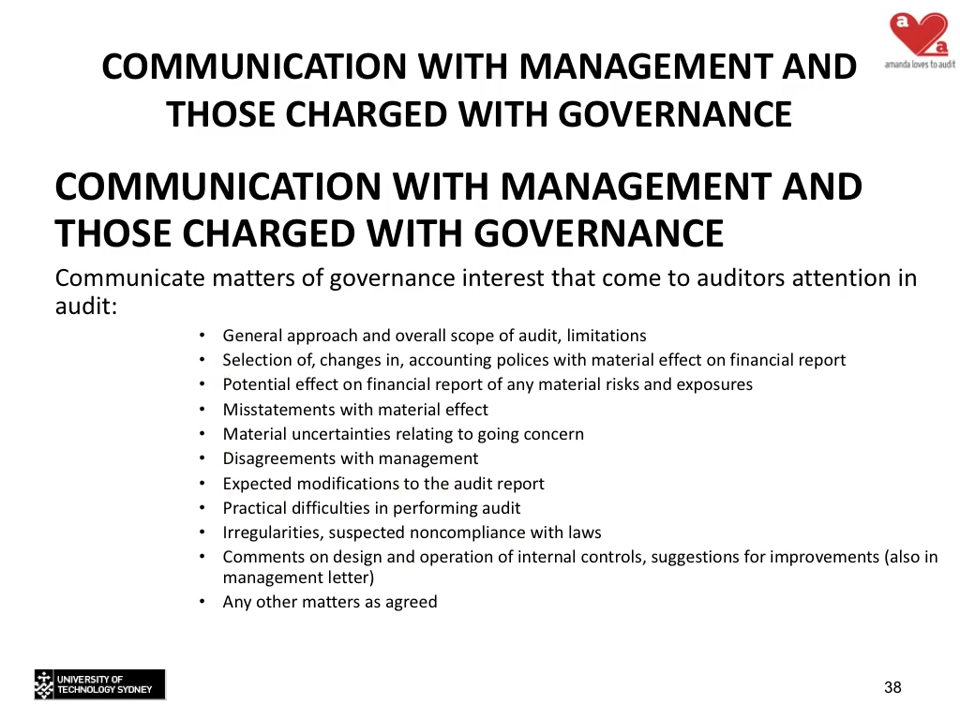 a
a
amanda loves to audit
COMMUNICATION WITH MANAGEMENT AND
THOSE CHARGED WITH GOVERNANCE
COMMUNICATION WITH MANAGEMENT AND
THOSE CHARGED WITH GOVERNANCE
Communicate matters of governance interest that come to auditors attention in
audit:
• General approach and overall scope of audit, limitations
• Selection of, changes in, accounting polices with material effect on financial report
• Potential effect on financial report of any material risks and exposures
• Misstatements with material effect
• Material uncertainties relating to going concern
• Disagreements with management
• Expected modifications to the audit report
• Practical difficulties in performing audit
• Irregularities, suspected noncompliance with laws
• Comments on design and operation of internal controls, suggestions for improvements (also in
management letter)
• Any other matters as agreed
UNIVERSITY OF
TECHNOLOGY SYDNEY
38